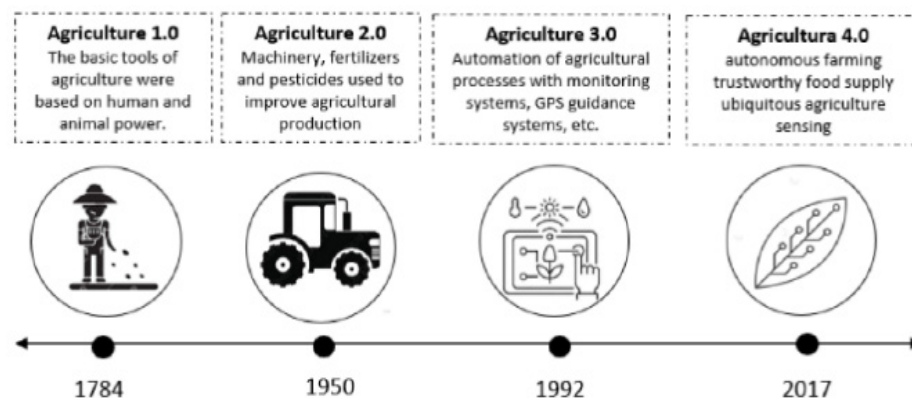 Agriculture 1.0
The basic tools of
agriculture were
based on human and
animal power.
Agriculture 2.0
Machinery, fertilizers
and pesticides used to
improve agricultural
production
Agriculture 3.0
Automation of agricultural
processes with monitoring
systems, GPS guidance
systems, etc.
Agricultura 4.0
autonomous farming
trustworthy food supply
ubiquitous agriculture
sensing
1784
1950
1992
2017